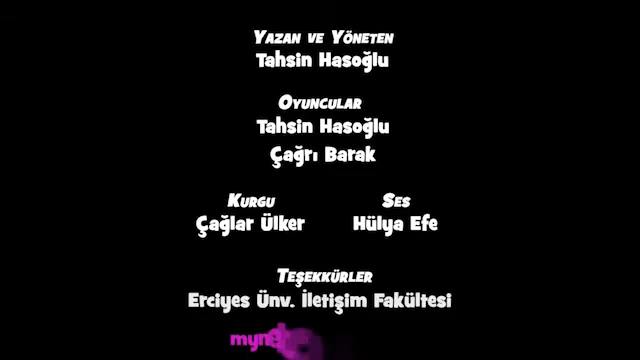 Yazan ve Yöneten
Tahsin Hasoğlu
Oyuncular
Tahsin Hasoğlu
Çağrı Barak
Kurgu
Çağlar Ülker
Ses
Hülya Efe
Teşekkürler
Erciyes Ünv. İletişim Fakültesi